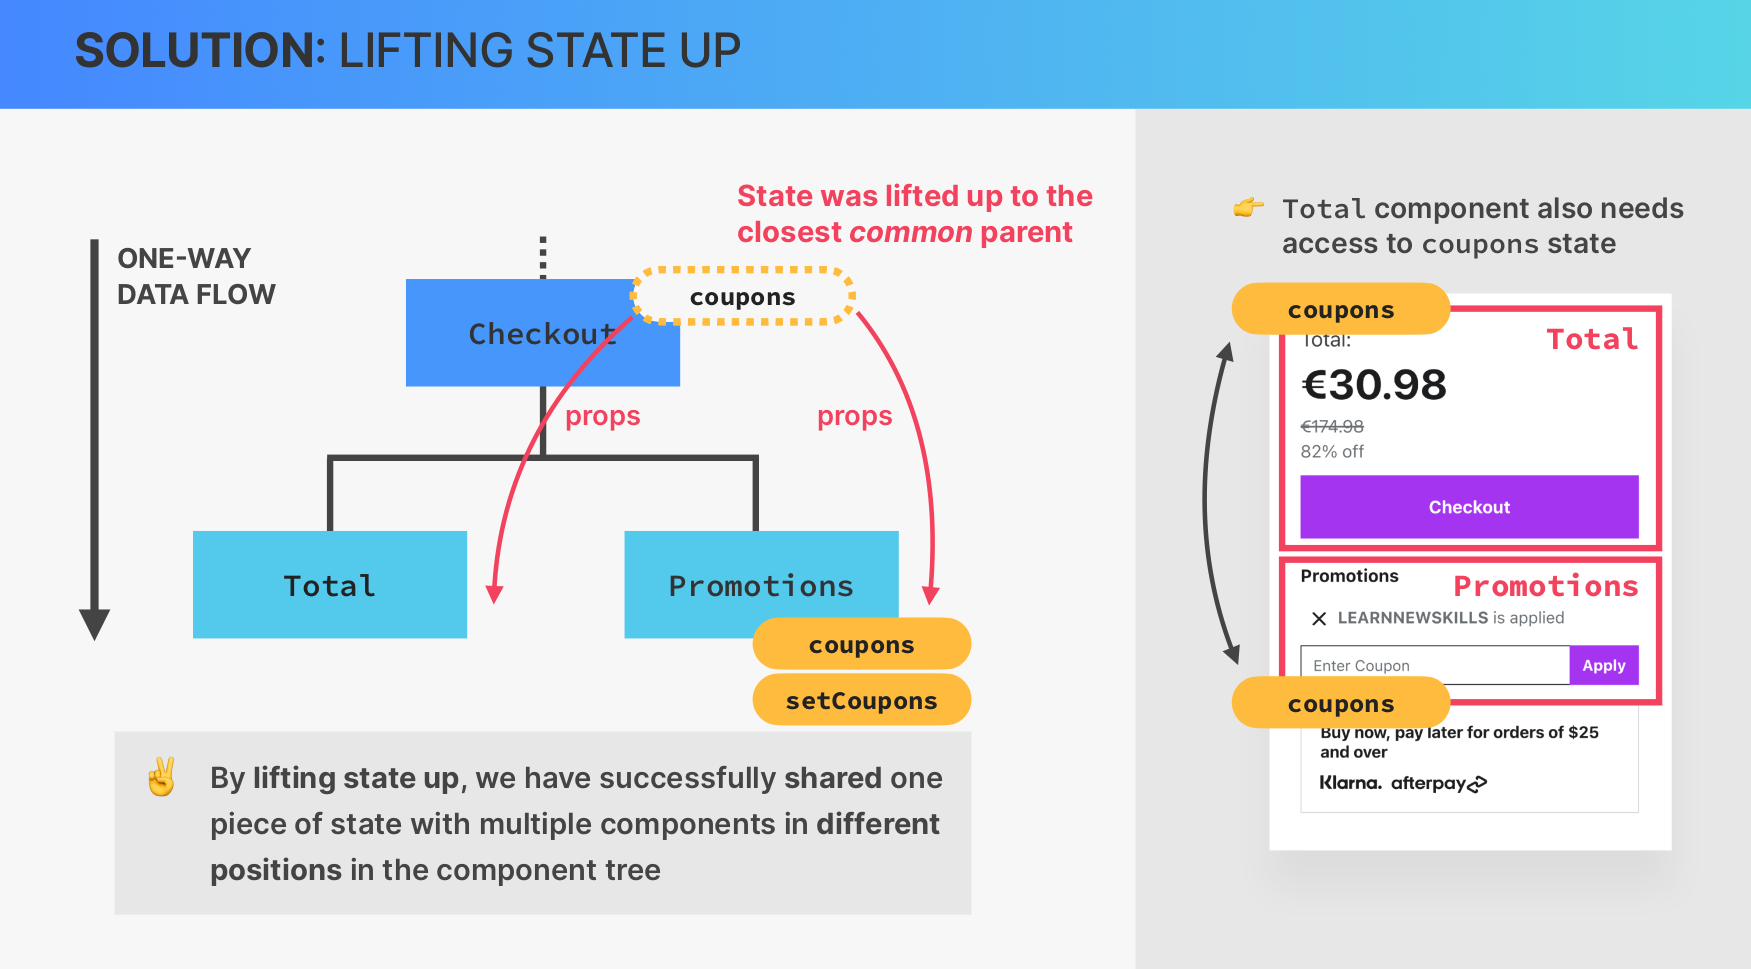 SOLUTION: LIFTING STATE UP
ONE-WAY
DATA FLOW
State was lifted up to the
closest common parent
coupons
Checkout
props
props
Total
Promotions
coupons
setCoupons
By lifting state up, we have successfully shared one
piece of state with multiple components in different
positions in the component tree
Total component also needs
access to coupons state
coupons
Total:
Total
€30.98
€174.98
82% off
Checkout
Promotions
Promotions
LEARNNEWSKILLS is applied
Enter Coupon
Apply
coupons
Buy now, pay later for orders of $25
and over
Klarna. afterpay